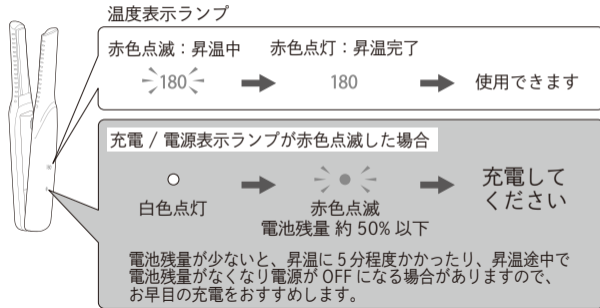 温度表示ランプ
赤色点滅：昇温中 赤色点灯：昇温完了
180 180 使用できます
充電 / 電源表示ランプが赤色点滅した場合
白色点灯 赤色点滅 充電して
電池残量 約 50% 以下 ください
電池残量が少ないと、昇温に 5 分程度かかったり、昇温途中で
電池残量がなくなり電源が OFF になる場合がありますので、
お早目の充電をおすすめします。